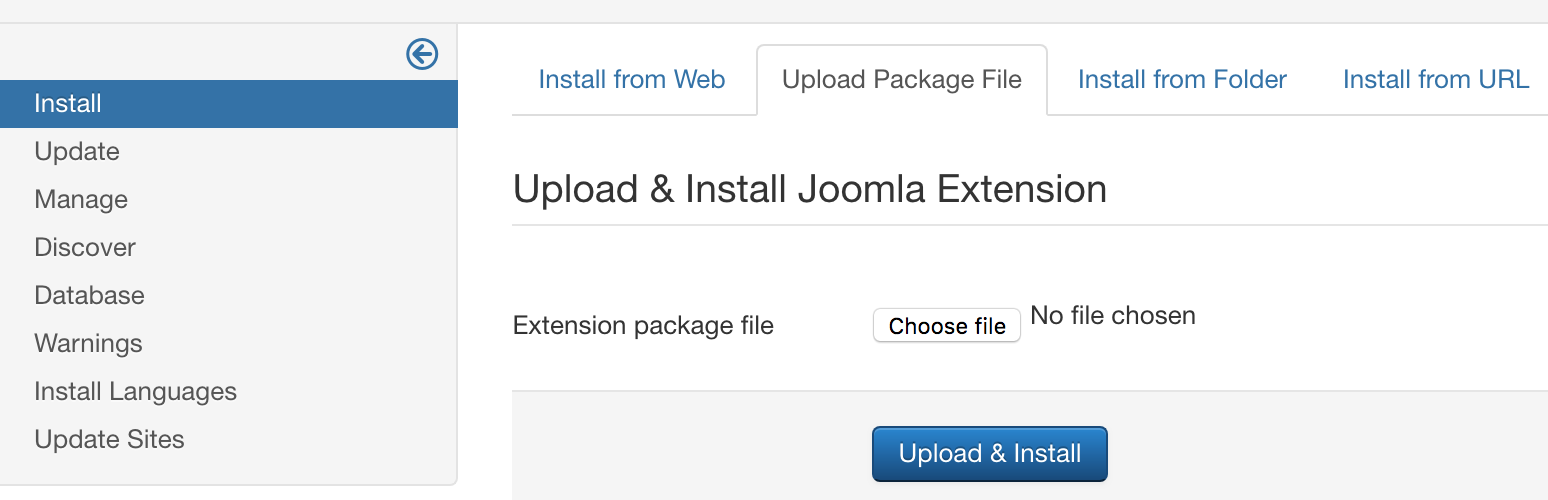 Install
Update
Manage
Discover
Database
Warnings
Install Languages
Update Sites
Install from Web
Upload Package File
Install from Folder
Install from URL
Upload & Install Joomla Extension
Extension package file
Choose file
No file chosen
Upload & Install